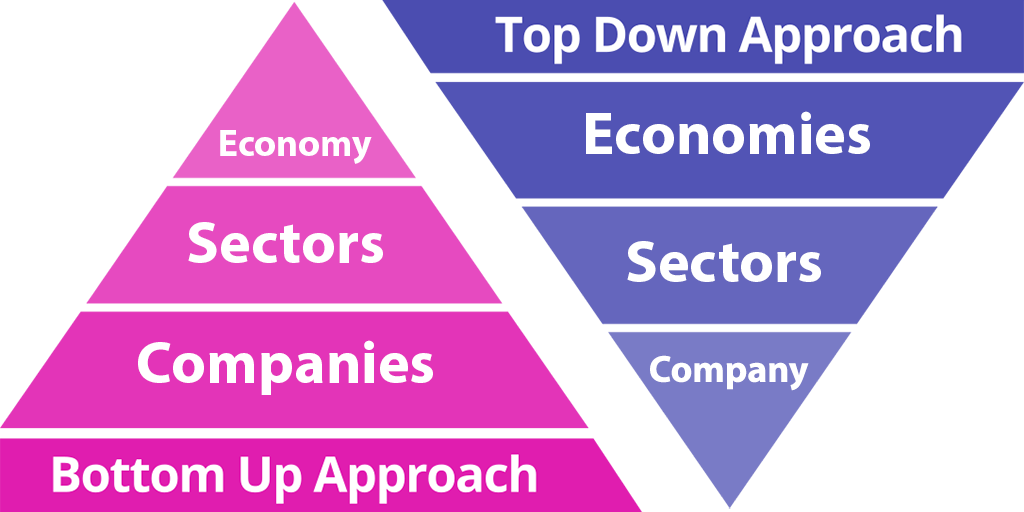 Economy
Sectors
Companies
Bottom Up Approach
Top Down Approach
Economies
Sectors
Company